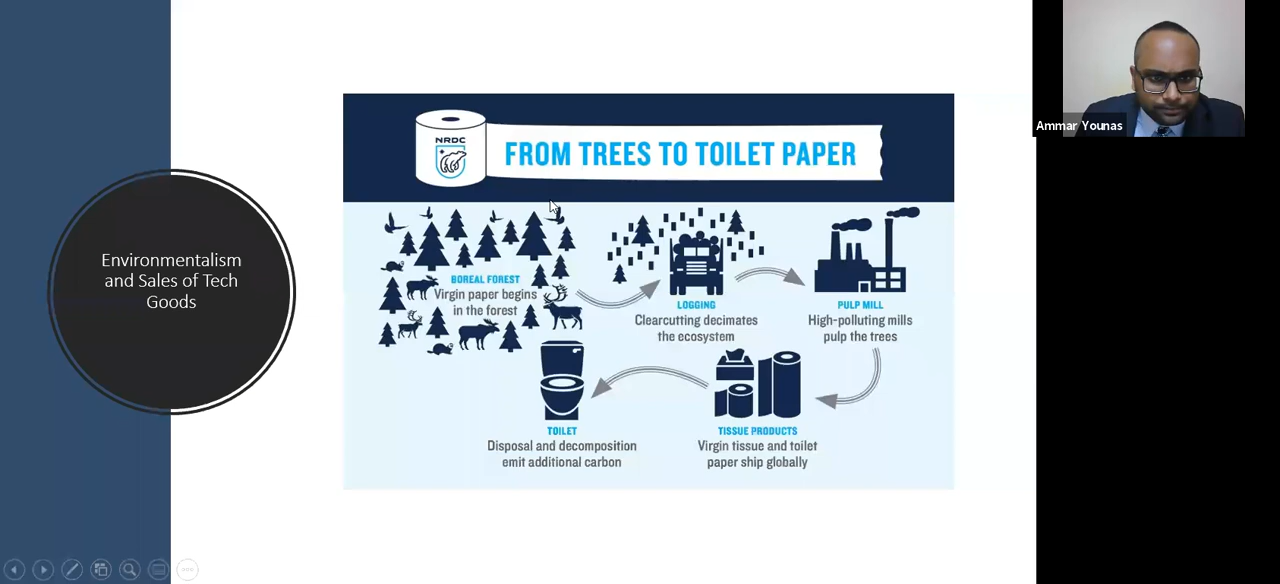 Environmentalism
and Sales of Tech
Goods
NRDC
FROM TREES TO TOILET PAPER
BOREAL FOREST
Virgin paper begins
in the forest
LOGGING
Clearcutting decimates
the ecosystem
PULP MILL
High-polluting mills
pulp the trees
TISSUE PRODUCTS
Virgin tissue and toilet
paper ship globally
TOILET
Disposal and decomposition
emit additional carbon
Ammar Younas